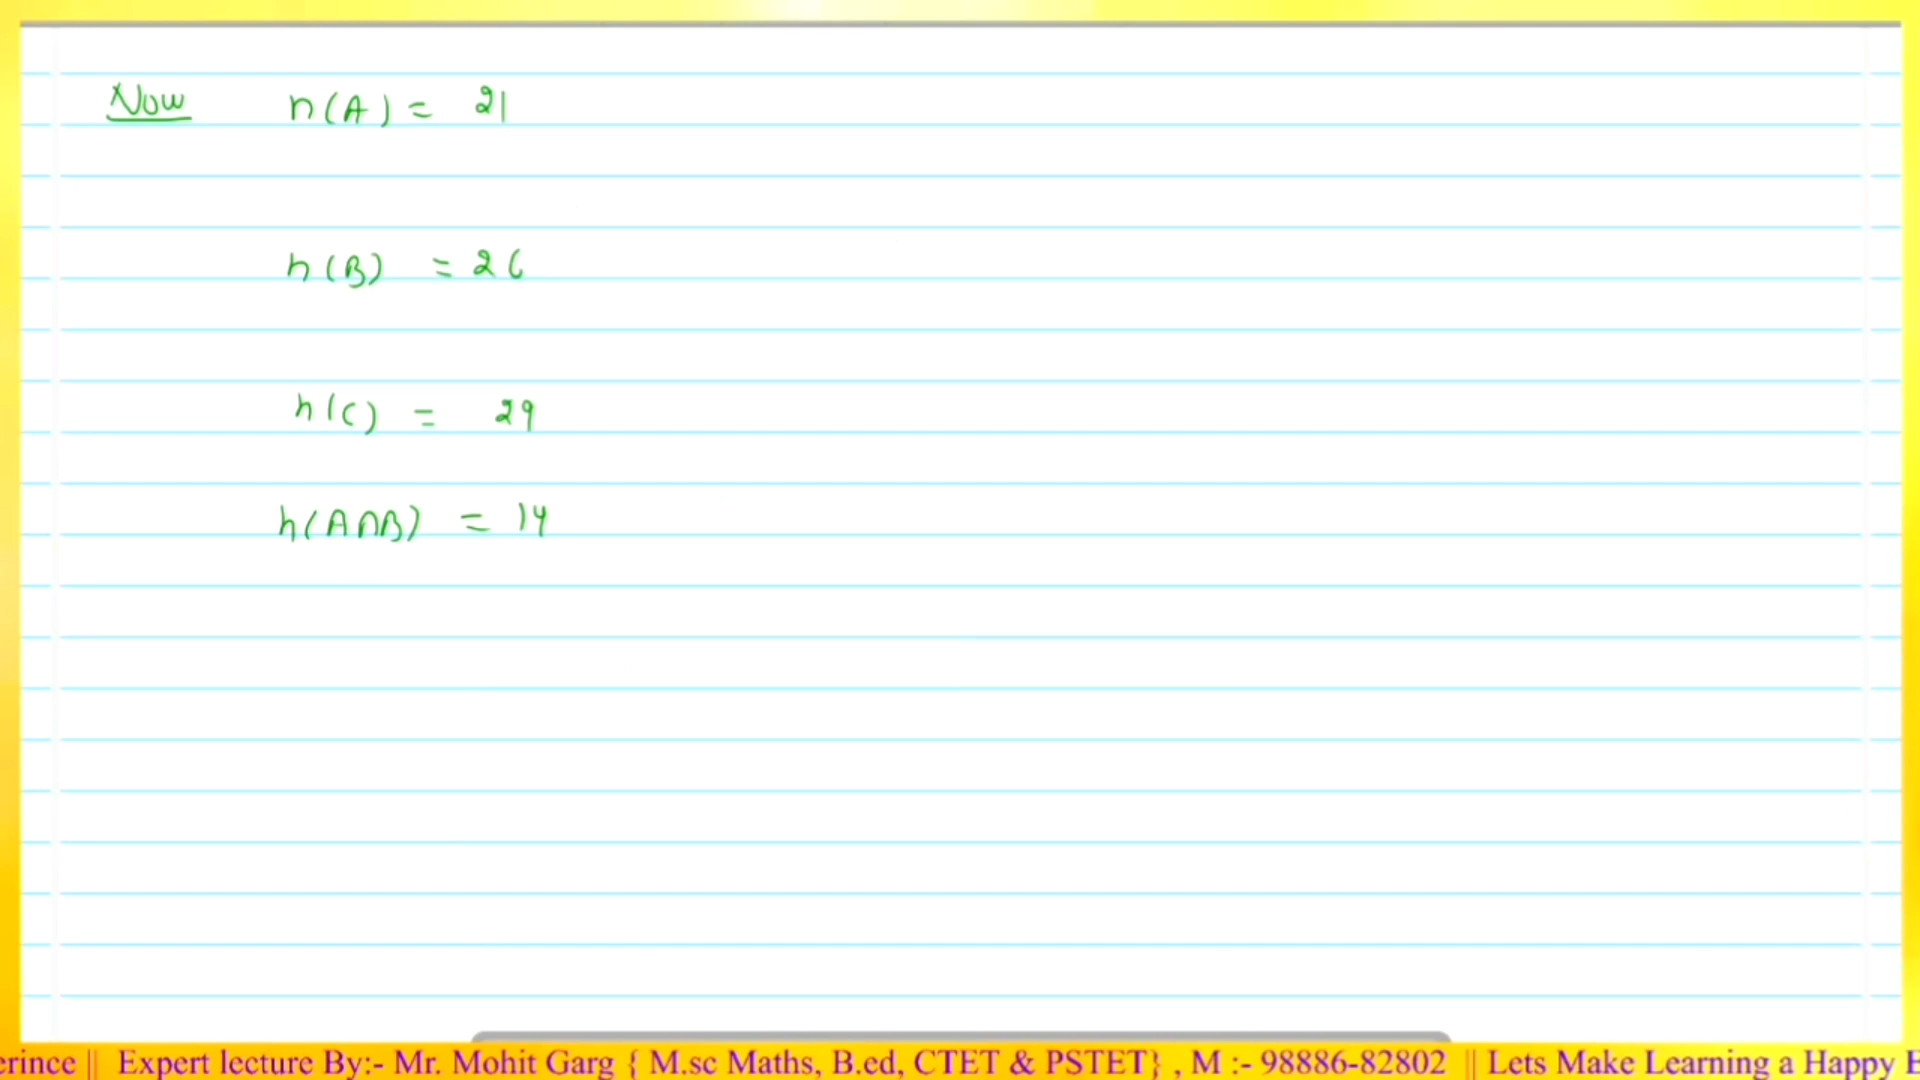 Now n(A) = 21
n(B) = 26
n(C) = 29
n(A∩B) = 14
erince || Expert lecture By:- Mr. Mohit Garg { M.sc Maths, B.ed, CTET & PSTET} , M :- 98886-82802 || Lets Make Learning a Happy E